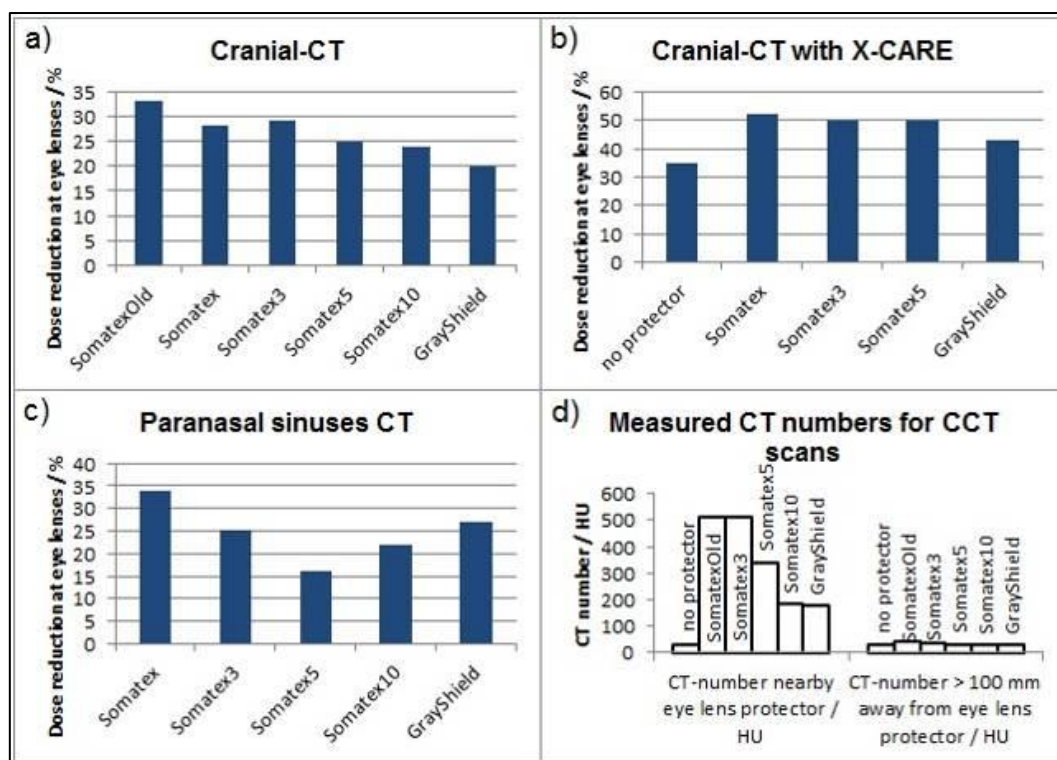 a)
Cranial-CT
Dose reduction at eye lenses / %
35
30
25
20
15
10
5
0
SomatexOld
Somatex
Somatex3
Somatex5
Somatex10
GrayShield
b)
Cranial-CT with X-CARE
Dose reduction at eye lenses / %
60
50
40
30
20
10
0
no protector
Somatex
Somatex3
Somatex5
GrayShield
c)
Paranasal sinuses CT
Dose reduction at eye lenses / %
40
35
30
25
20
15
10
5
0
Somatex
Somatex3
Somatex5
Somatex10
GrayShield
d)
Measured CT numbers for CCT
scans
CT number / HU
600
500
400
300
200
100
0
no protector
SomatexOld
Somatex3
Somatex5
Somatex10
GrayShield
no protector
SomatexOld
Somatex3
Somatex5
Somatex10
GrayShield
CT-number nearby
eye lens protector /
HU
CT-number > 100 mm
away from eye lens
protector / HU